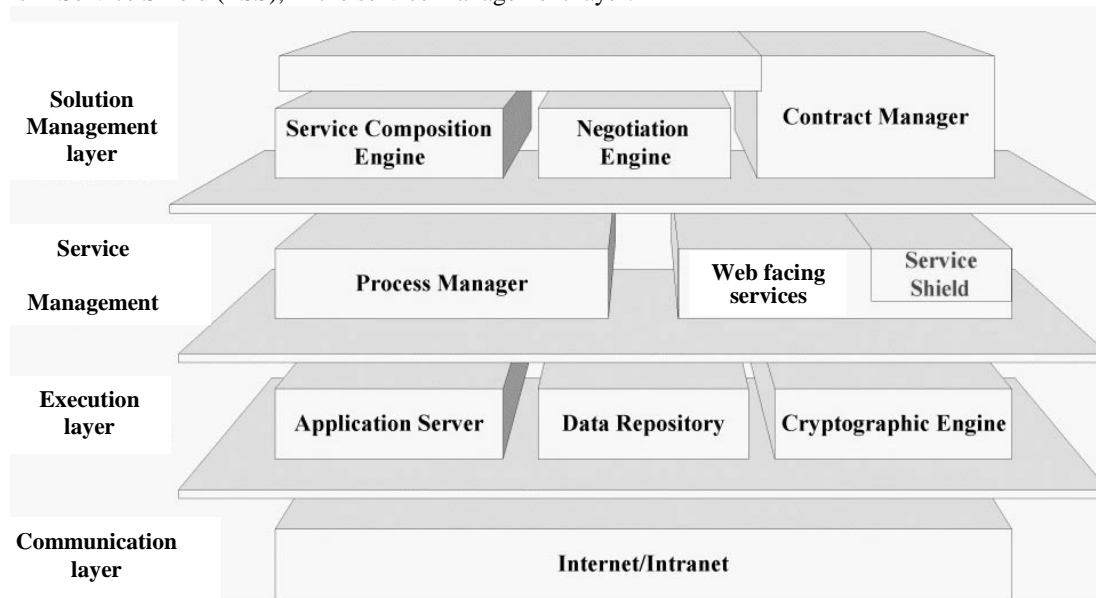 Solution
Management
layer
Service Composition
Engine
Negotiation
Engine
Contract Manager
Service
Management
Process Manager
Web facing
services
Service
Shield
Execution
layer
Application Server
Data Repository
Cryptographic Engine
Communication
layer
Internet/Intranet